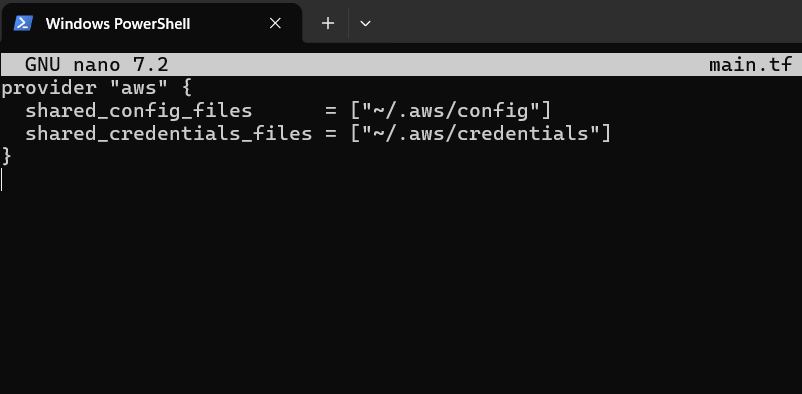 Windows PowerShell
GNU nano 7.2 main.tf
provider "aws" {
  shared_config_files      = ["~/.aws/config"]
  shared_credentials_files = ["~/.aws/credentials"]
}